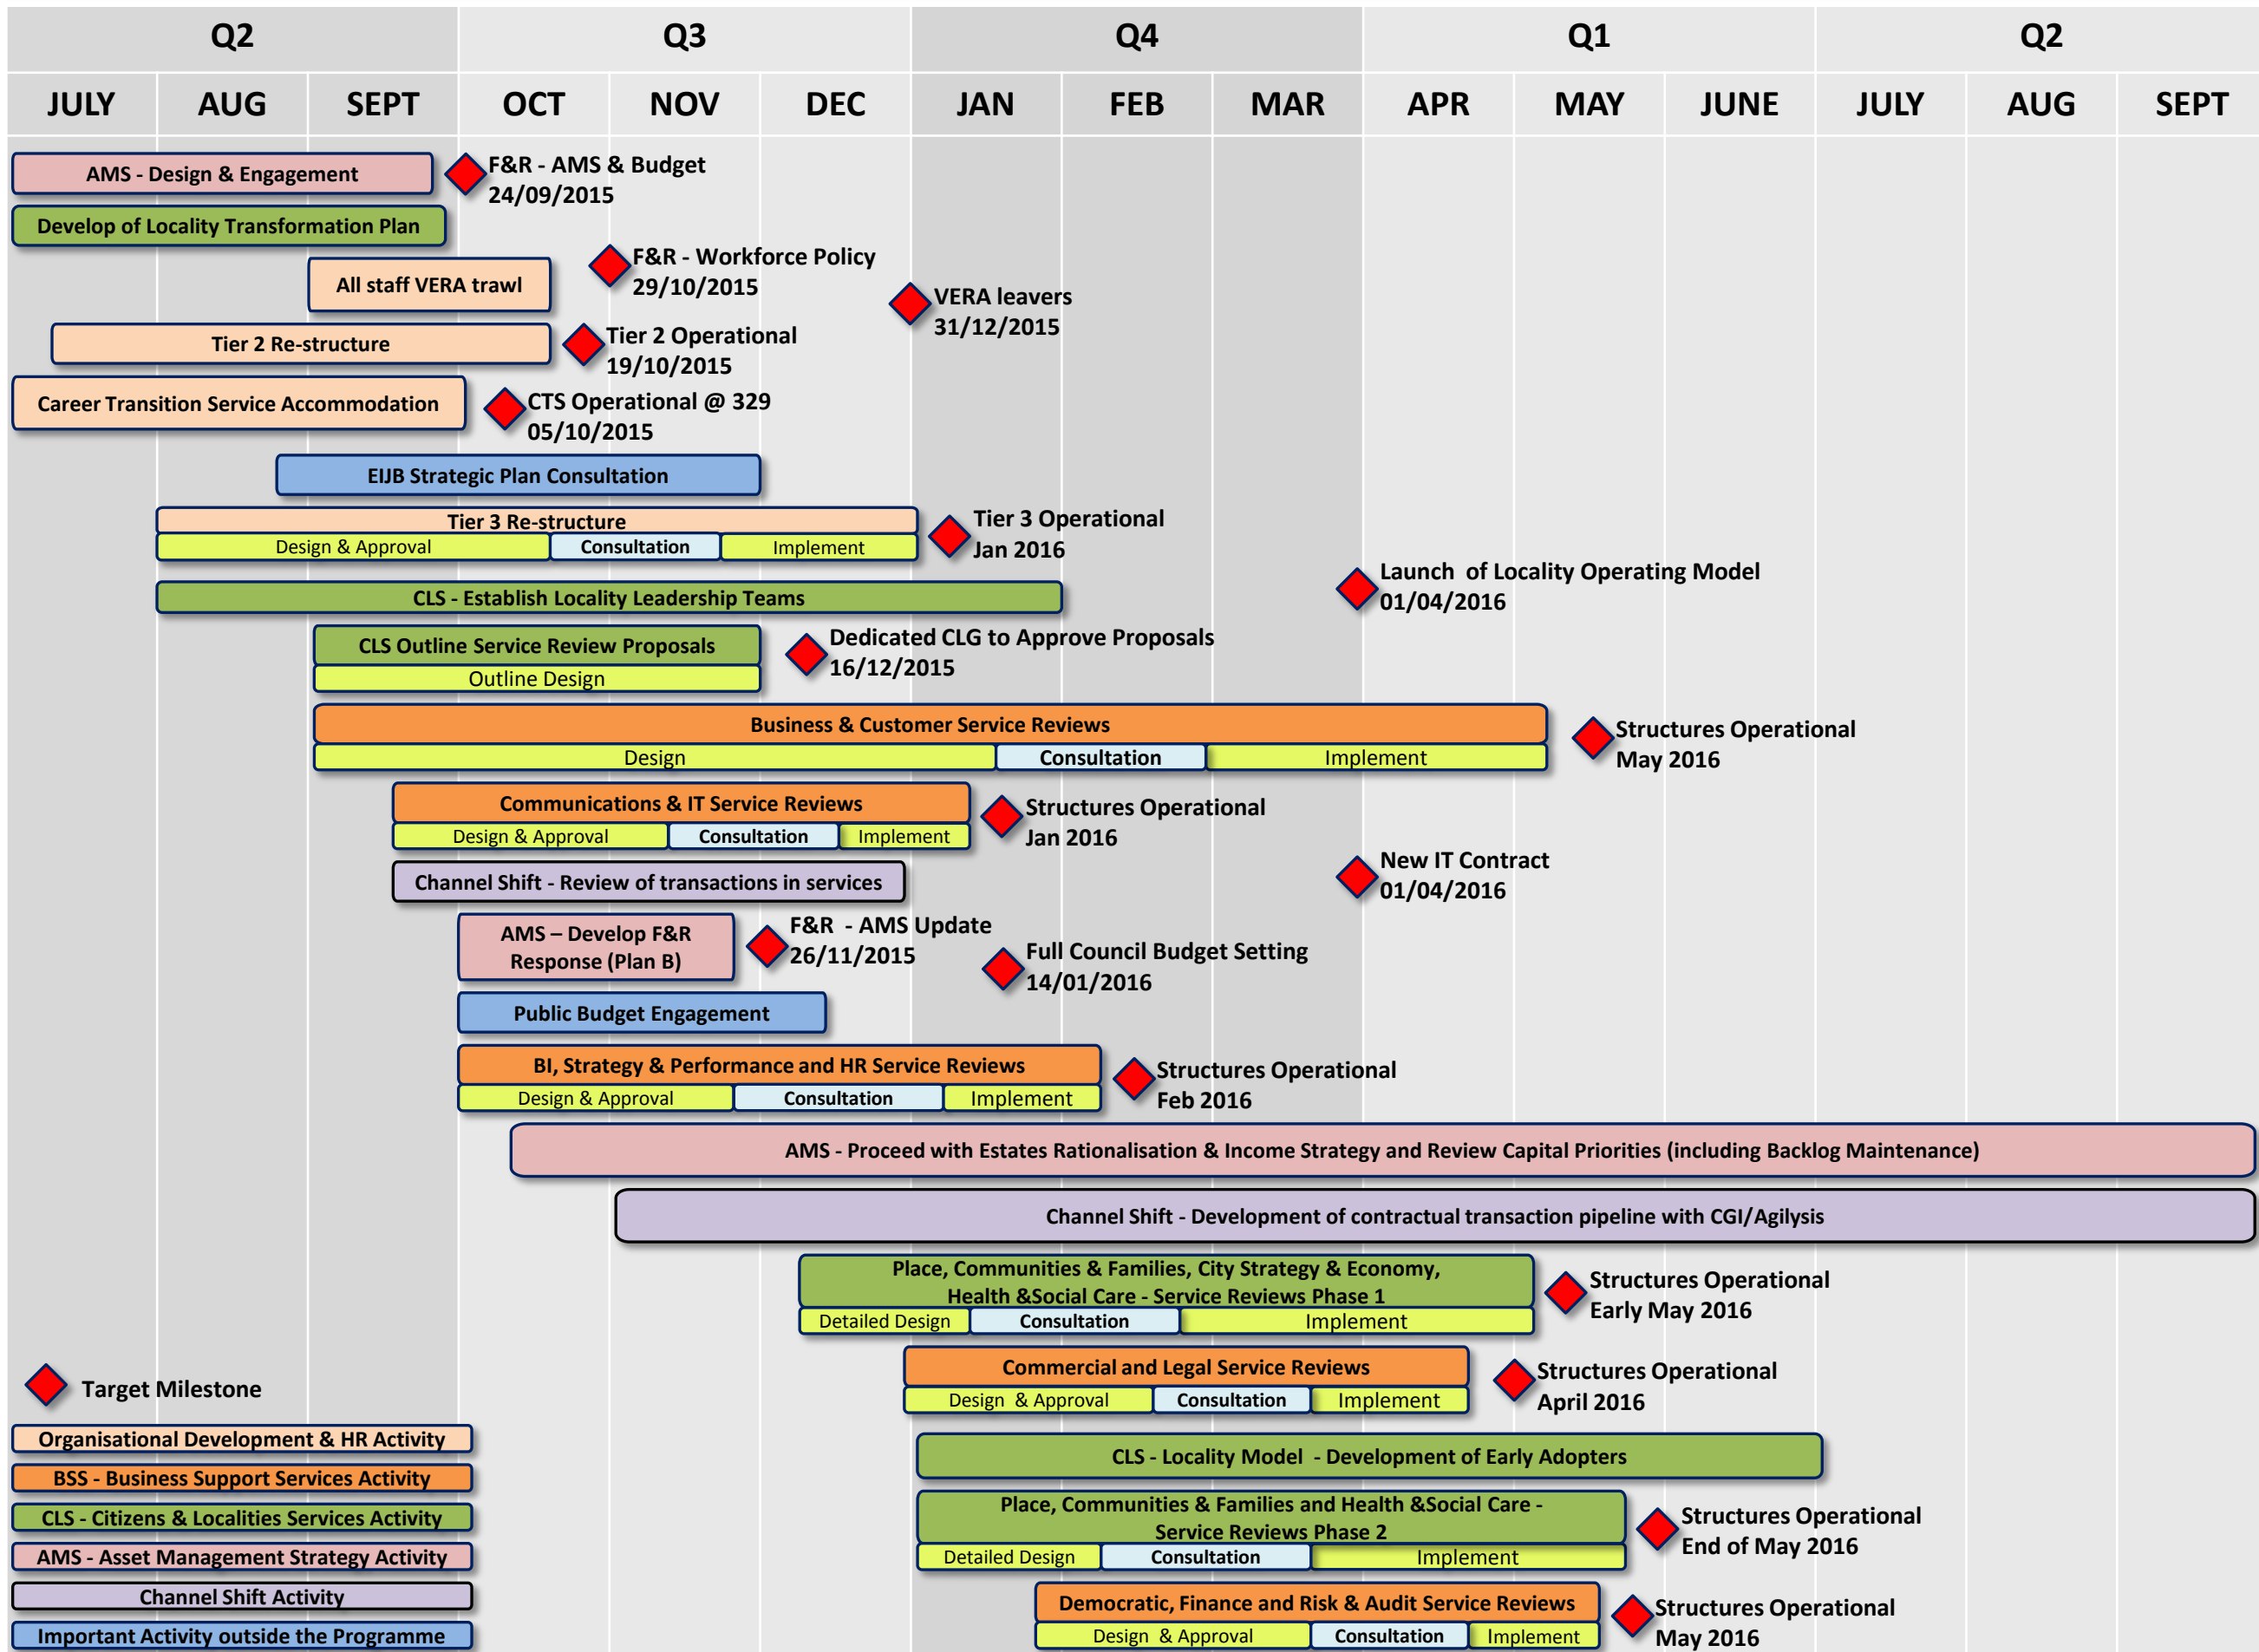 Q2 Q3 Q4 Q1 Q2
JULY AUG SEPT OCT NOV DEC JAN FEB MAR APR MAY JUNE JULY AUG SEPT
AMS - Design & Engagement
F&R - AMS & Budget
24/09/2015
Develop of Locality Transformation Plan
All staff VERA trawl
F&R - Workforce Policy
29/10/2015
VERA leavers
31/12/2015
Tier 2 Re-structure
Tier 2 Operational
19/10/2015
Career Transition Service Accommodation
CTS Operational @ 329
05/10/2015
EIJB Strategic Plan Consultation
Tier 3 Re-structure
Design & Approval Consultation Implement
Tier 3 Operational
Jan 2016
CLS - Establish Locality Leadership Teams
Launch of Locality Operating Model
01/04/2016
CLS Outline Service Review Proposals
Outline Design
Dedicated CLG to Approve Proposals
16/12/2015
Business & Customer Service Reviews
Design Consultation Implement
Structures Operational
May 2016
Communications & IT Service Reviews
Design & Approval Consultation Implement
Structures Operational
Jan 2016
Channel Shift - Review of transactions in services
New IT Contract
01/04/2016
AMS – Develop F&R
Response (Plan B)
F&R - AMS Update
26/11/2015
Full Council Budget Setting
14/01/2016
Public Budget Engagement
BI, Strategy & Performance and HR Service Reviews
Design & Approval Consultation Implement
Structures Operational
Feb 2016
AMS - Proceed with Estates Rationalisation & Income Strategy and Review Capital Priorities (including Backlog Maintenance)
Channel Shift - Development of contractual transaction pipeline with CGI/Agilysis
Place, Communities & Families, City Strategy & Economy,
Health &Social Care - Service Reviews Phase 1
Detailed Design Consultation Implement
Structures Operational
Early May 2016
Commercial and Legal Service Reviews
Design & Approval Consultation Implement
Structures Operational
April 2016
CLS - Locality Model - Development of Early Adopters
Place, Communities & Families and Health &Social Care -
Service Reviews Phase 2
Detailed Design Consultation Implement
Structures Operational
End of May 2016
Democratic, Finance and Risk & Audit Service Reviews
Design & Approval Consultation Implement
Structures Operational
May 2016
Target Milestone
Organisational Development & HR Activity
BSS - Business Support Services Activity
CLS - Citizens & Localities Services Activity
AMS - Asset Management Strategy Activity
Channel Shift Activity
Important Activity outside the Programme